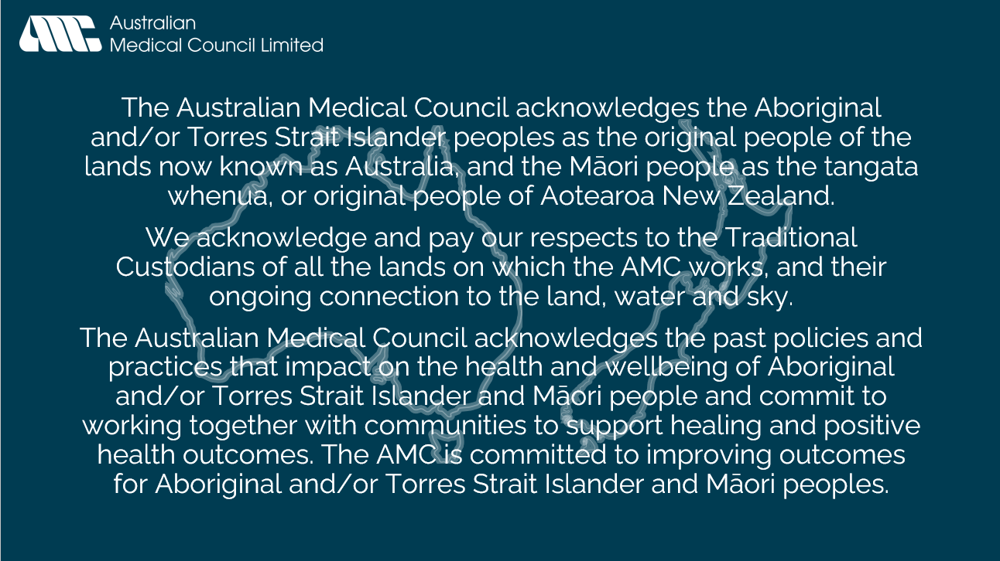 Australian
Medical Council Limited
The Australian Medical Council acknowledges the Aboriginal
and/or Torres Strait Islander peoples as the original people of the
lands now known as Australia, and the Māori people as the tangata
whenua, or original people of Aotearoa New Zealand.
We acknowledge and pay our respects to the Traditional
Custodians of all the lands on which the AMC works, and their
ongoing connection to the land, water and sky.
The Australian Medical Council acknowledges the past policies and
practices that impact on the health and wellbeing of Aboriginal
and/or Torres Strait Islander and Māori people and commit to
working together with communities to support healing and positive
health outcomes. The AMC is committed to improving outcomes
for Aboriginal and/or Torres Strait Islander and Māori peoples.